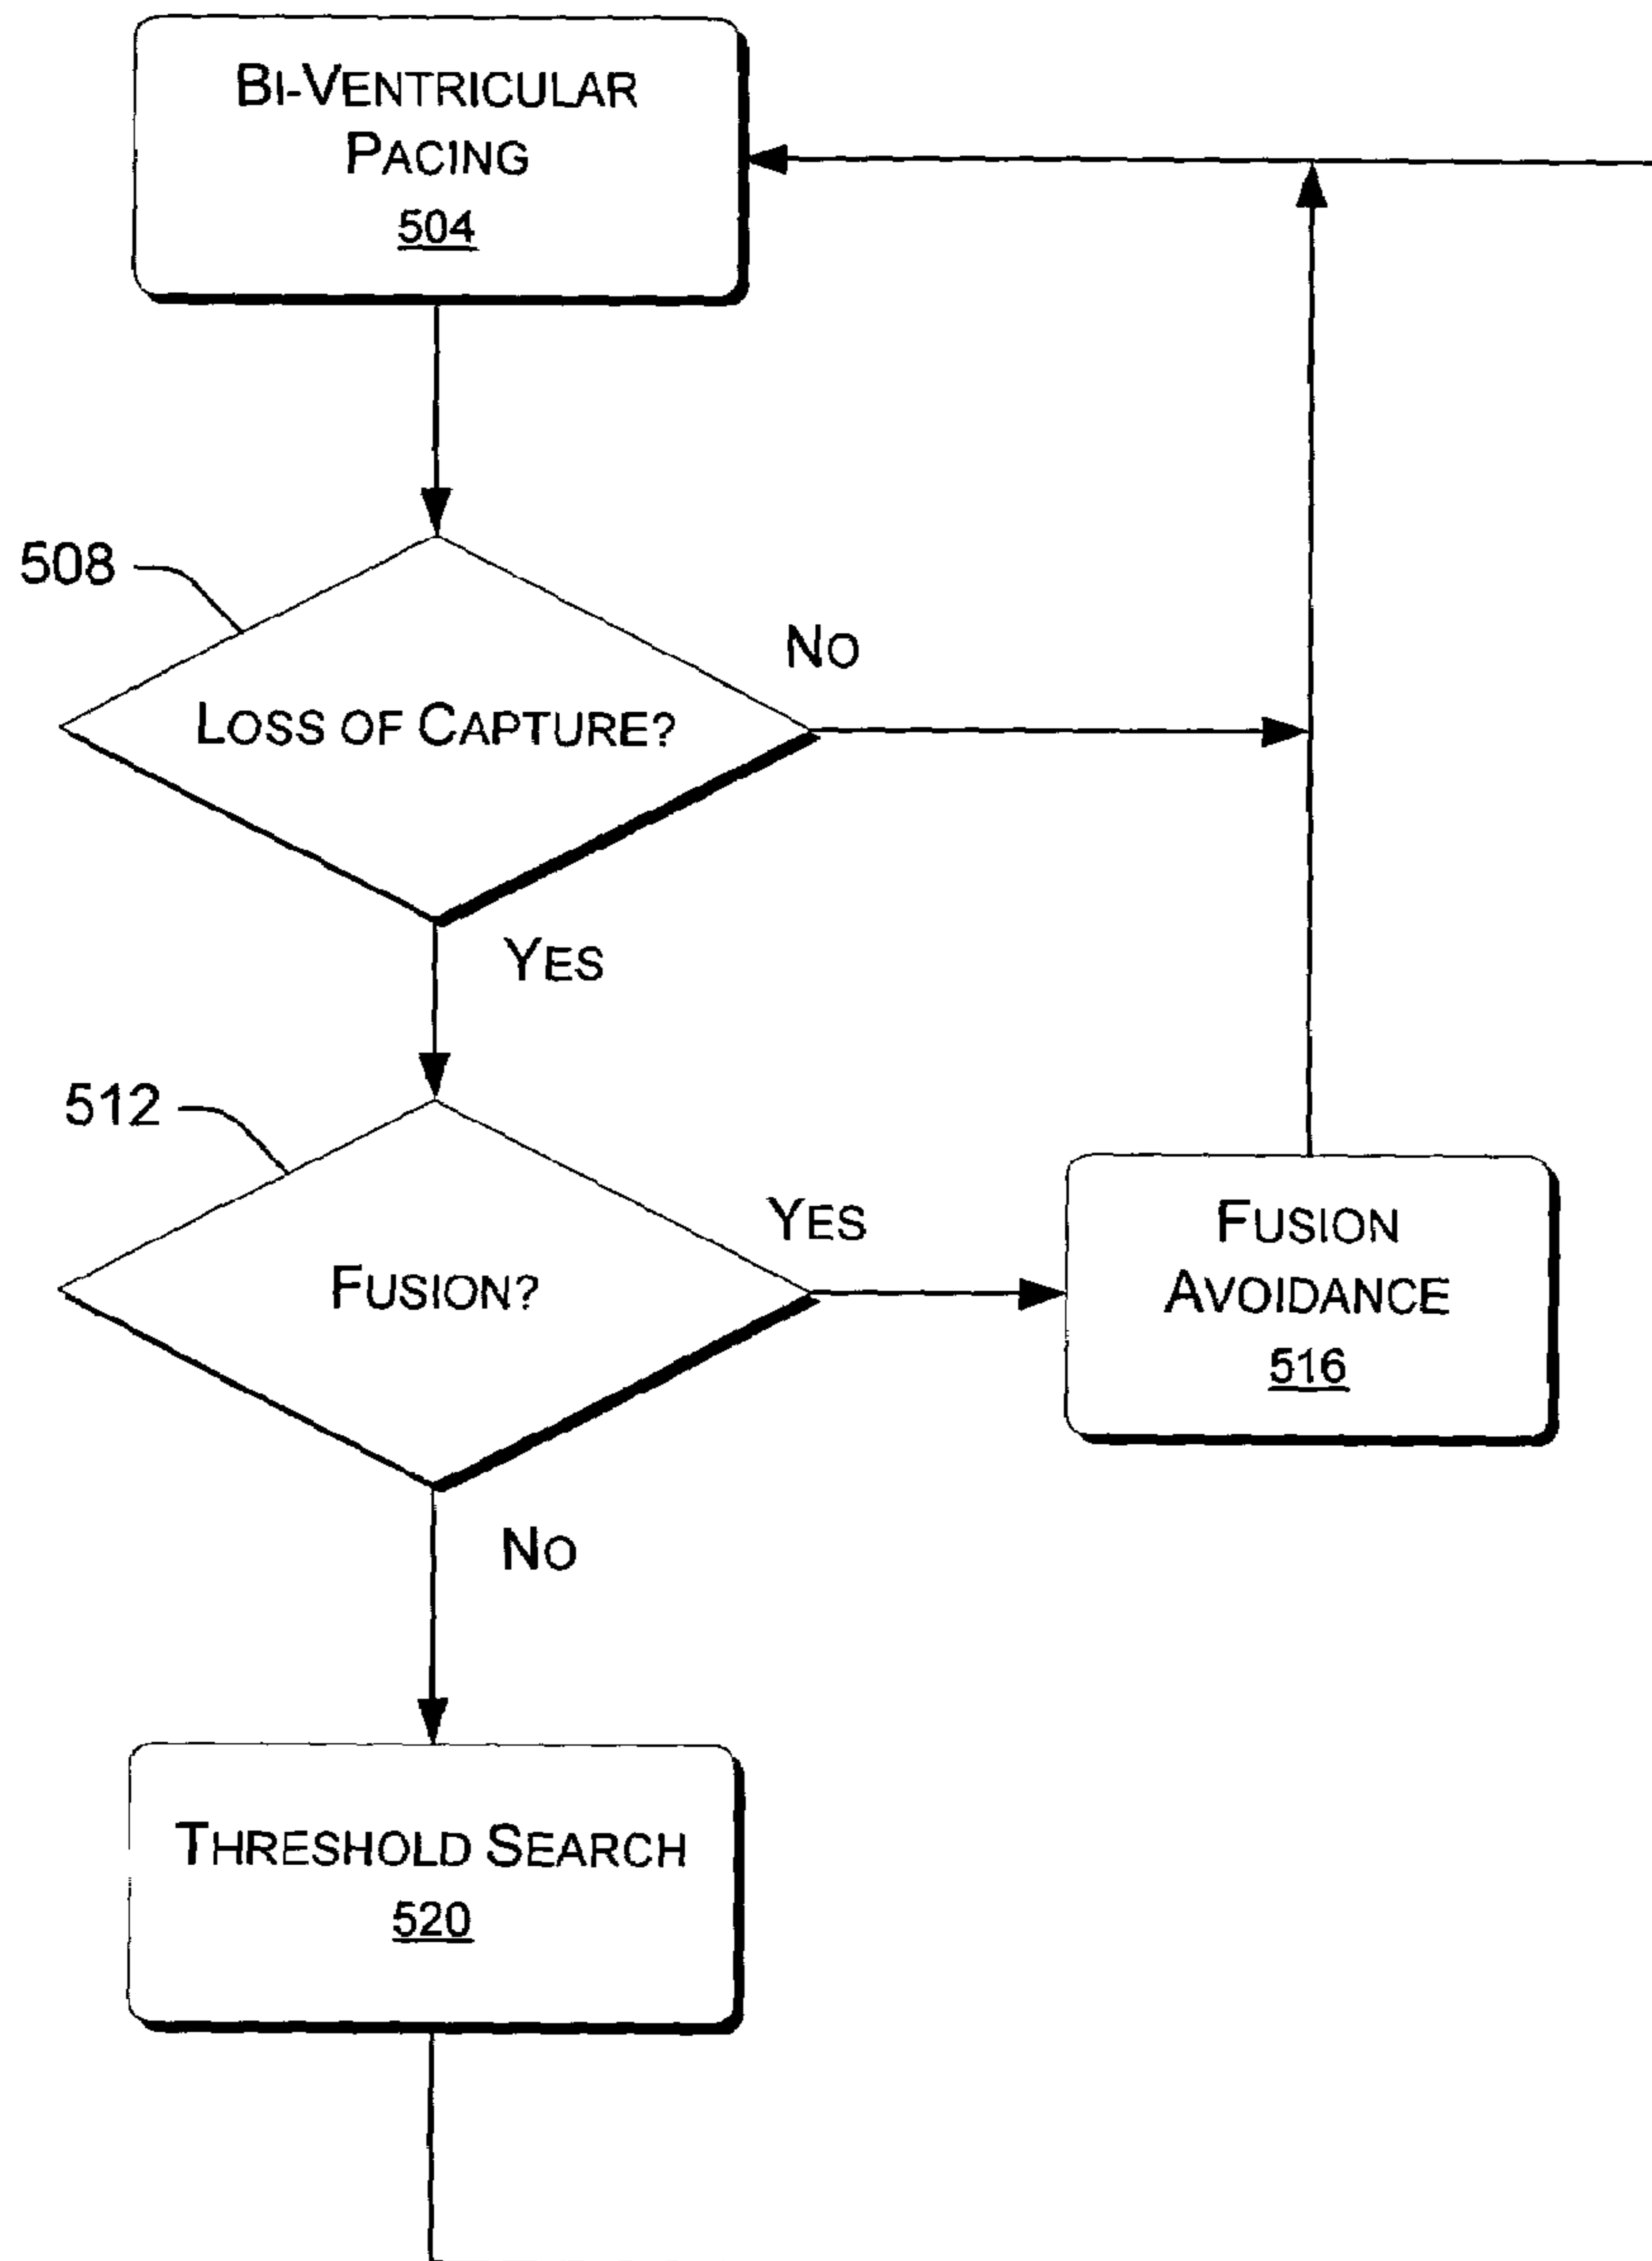 BI-VENTRICULAR
PACING
504
508
NO
LOSS OF CAPTURE?
YES
512
YES
FUSION?
FUSION
AVOIDANCE
516
NO
THRESHOLD SEARCH
520